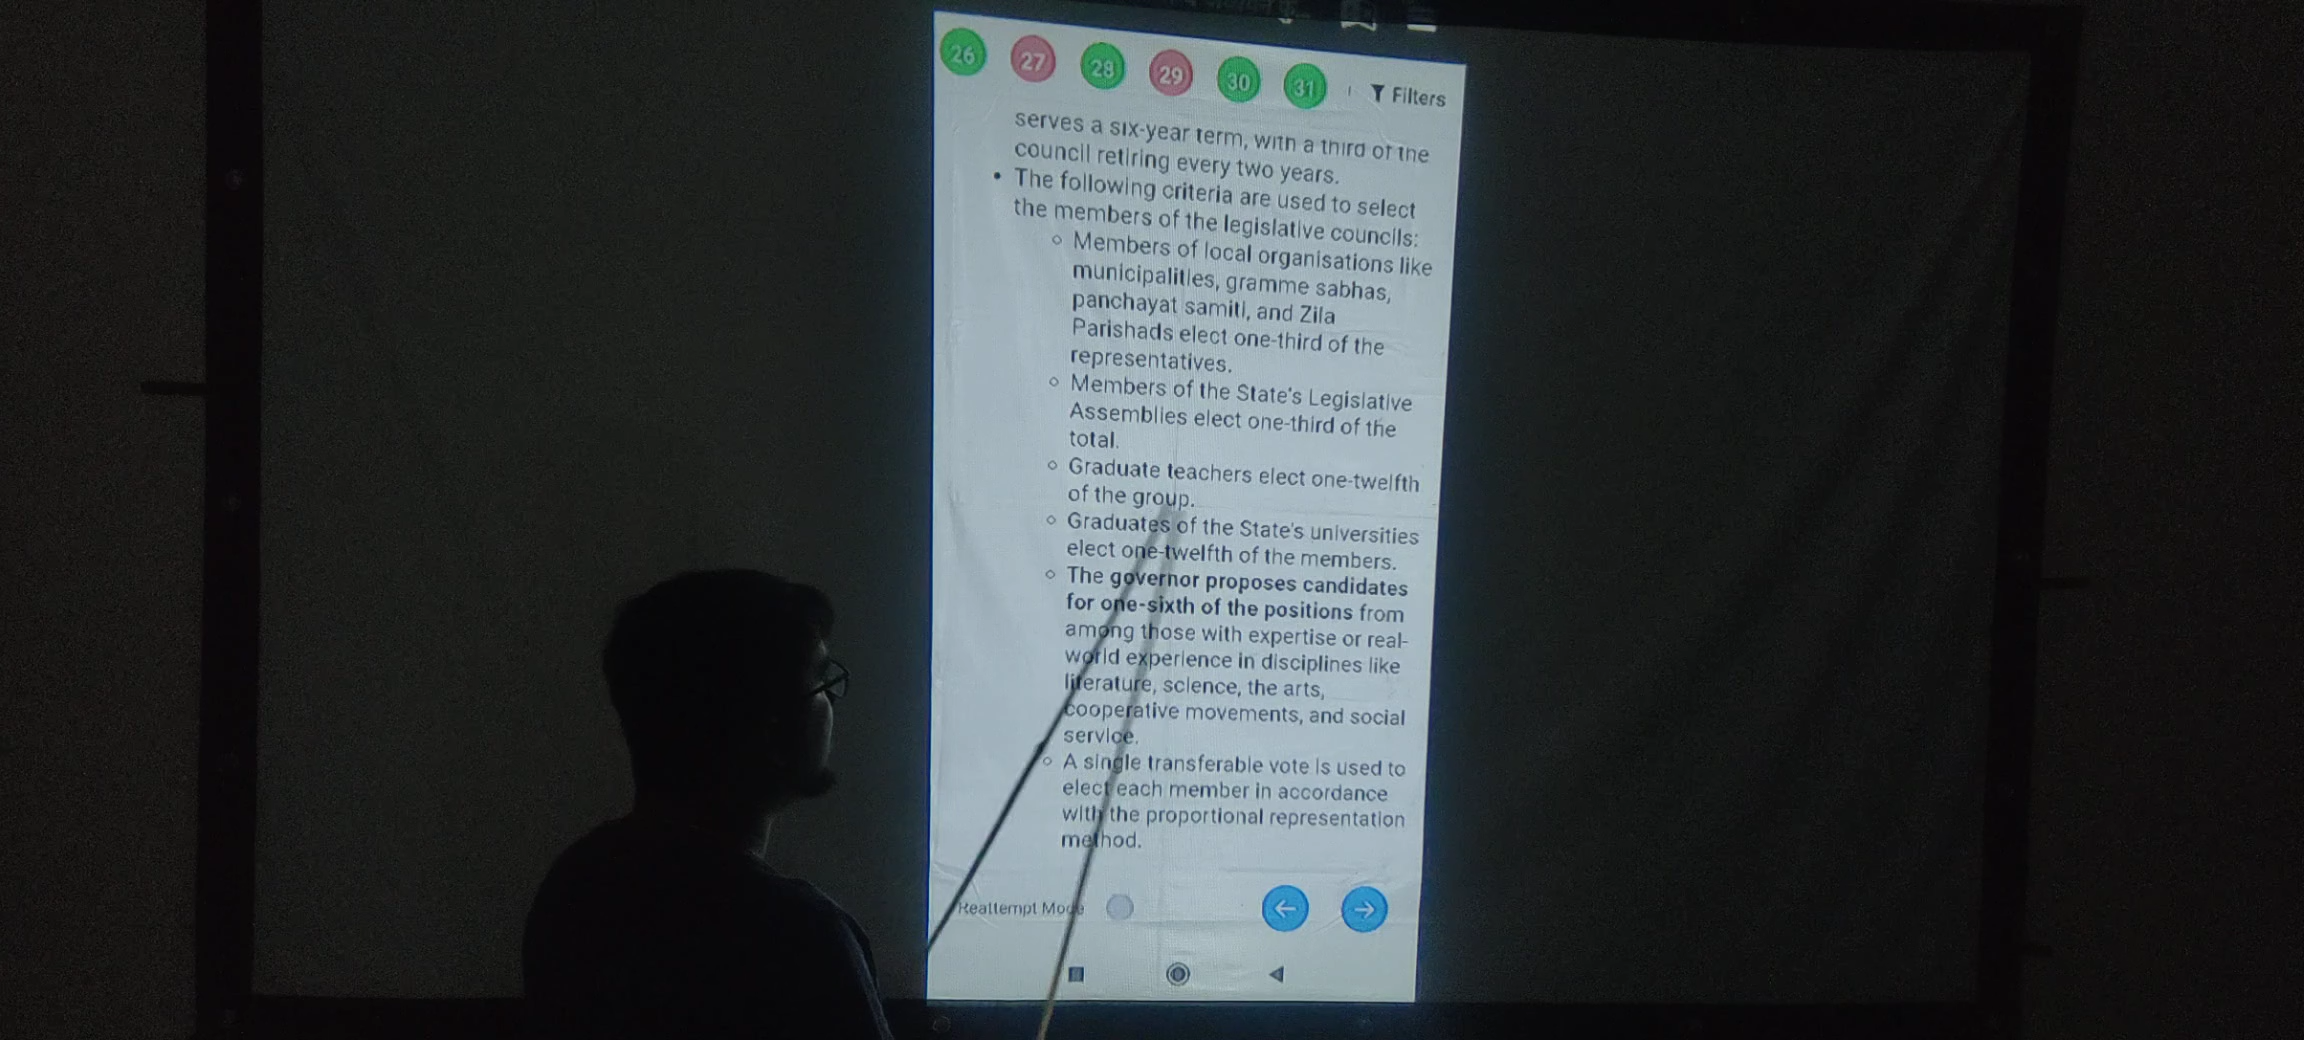 26 27 28 29 30 31 Filters
serves a six-year term, with a third of the
council retiring every two years.
• The following criteria are used to select
the members of the legislative councils:
○ Members of local organisations like
municipalities, gramme sabhas,
panchayat samiti, and Zila
Parishads elect one-third of the
representatives.
○ Members of the State's Legislative
Assemblies elect one-third of the
total.
○ Graduate teachers elect one-twelfth
of the group.
○ Graduates of the State's universities
elect one-twelfth of the members.
○ The governor proposes candidates
for one-sixth of the positions from
among those with expertise or real-
world experience in disciplines like
literature, science, the arts,
cooperative movements, and social
service.
○ A single transferable vote is used to
elect each member in accordance
with the proportional representation
method.
Reattempt Mode